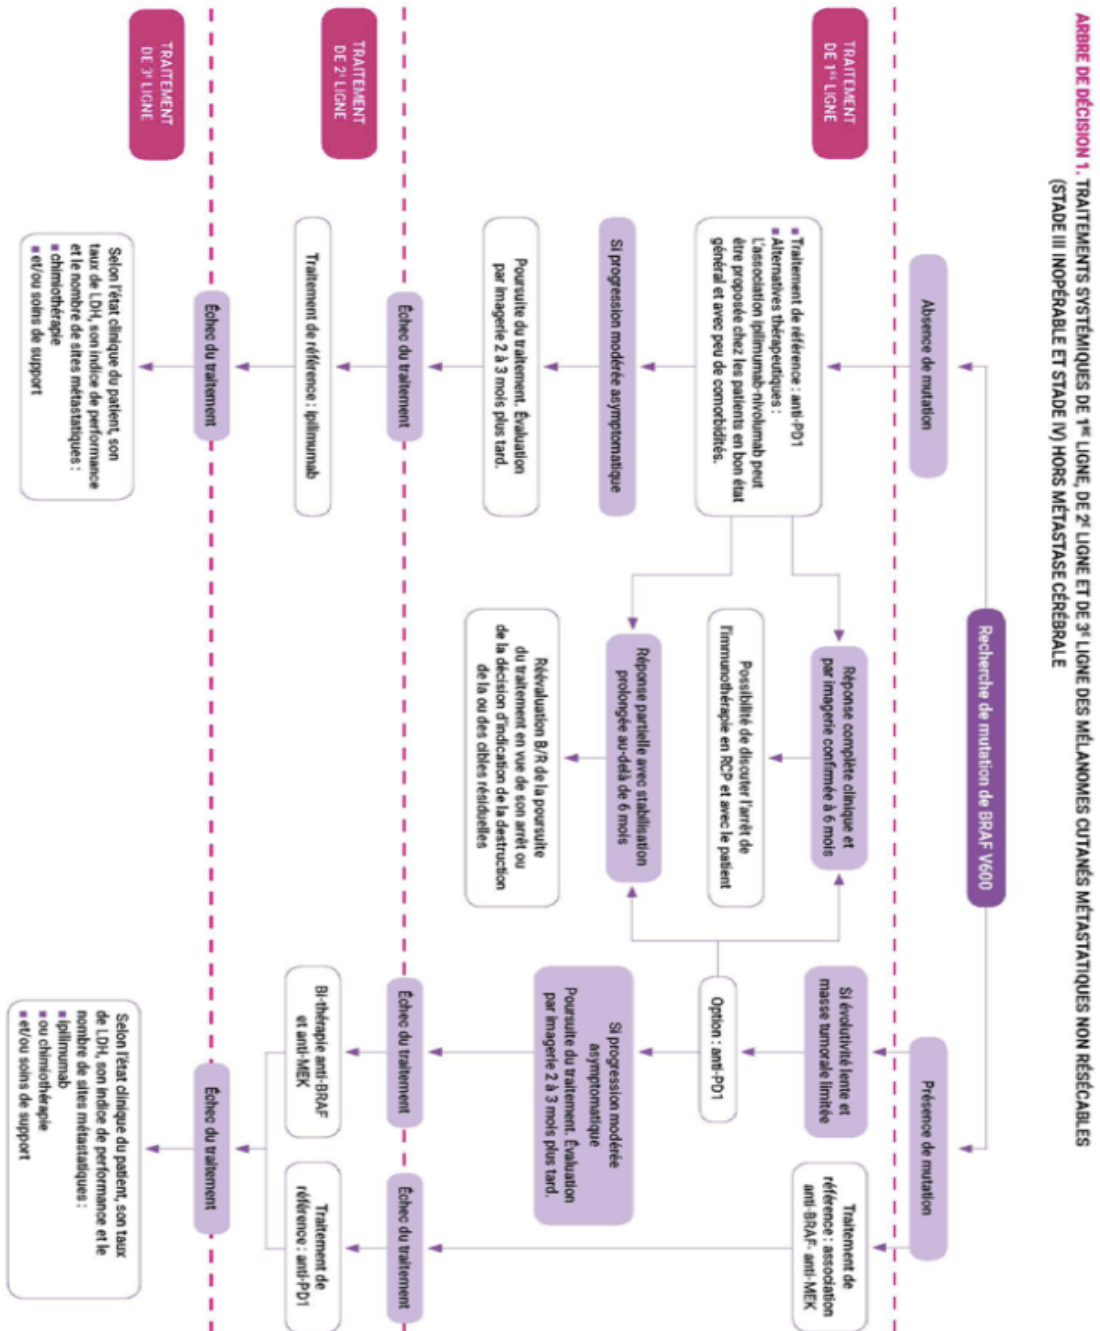 ARBRE DE DÉCISION 1. TRAITEMENTS SYSTÉMIQUES DE 1RE LIGNE, DE 2E LIGNE ET DE 3E LIGNE DES MÉLANOMES CUTANÉS MÉTASTATIQUES NON RÉSÉCABLES
(STADE III INOPÉRABLE ET STADE IV) HORS MÉTASTASE CÉRÉBRALE
Recherche de mutation de BRAF V600
Absence de mutation
Présence de mutation
TRAITEMENT
DE 1RE LIGNE
■ Traitement de référence : anti-PD1
■ Alternatives thérapeutiques :
L'association ipilimumab-nivolumab peut
être proposée chez les patients en bon état
général et avec peu de comorbidités.
Réponse complète clinique et
par imagerie confirmée à 6 mois
Si évolutivité lente et
masse tumorale limitée
Traitement de
référence : association
anti-BRAF- anti-MEK
Possibilité de discuter l'arrêt de
l'immunothérapie en RCP et avec le patient
Option : anti-PD1
Si progression modérée asymptomatique
Réponse partielle avec stabilisation
prolongée au-delà de 6 mois
Si progression modérée
asymptomatique
Poursuite du traitement. Évaluation
par imagerie 2 à 3 mois plus tard.
Poursuite du traitement. Évaluation
par imagerie 2 à 3 mois plus tard.
Réévaluation B/R de la poursuite
du traitement en vue de son arrêt ou
de la décision d'indication de la destruction
de la ou des cibles résiduelles
Échec du traitement
Échec du traitement
Échec du traitement
TRAITEMENT
DE 2E LIGNE
Traitement de référence : ipilimumab
Bi-thérapie anti-BRAF
et anti-MEK
Traitement de
référence : anti-PD1
Échec du traitement
Échec du traitement
TRAITEMENT
DE 3E LIGNE
Selon l'état clinique du patient, son
taux de LDH, son indice de performance
et le nombre de sites métastatiques :
■ chimiothérapie
■ et/ou soins de support
Selon l'état clinique du patient, son taux
de LDH, son indice de performance et le
nombre de sites métastatiques :
■ ipilimumab
■ ou chimiothérapie
■ et/ou soins de support